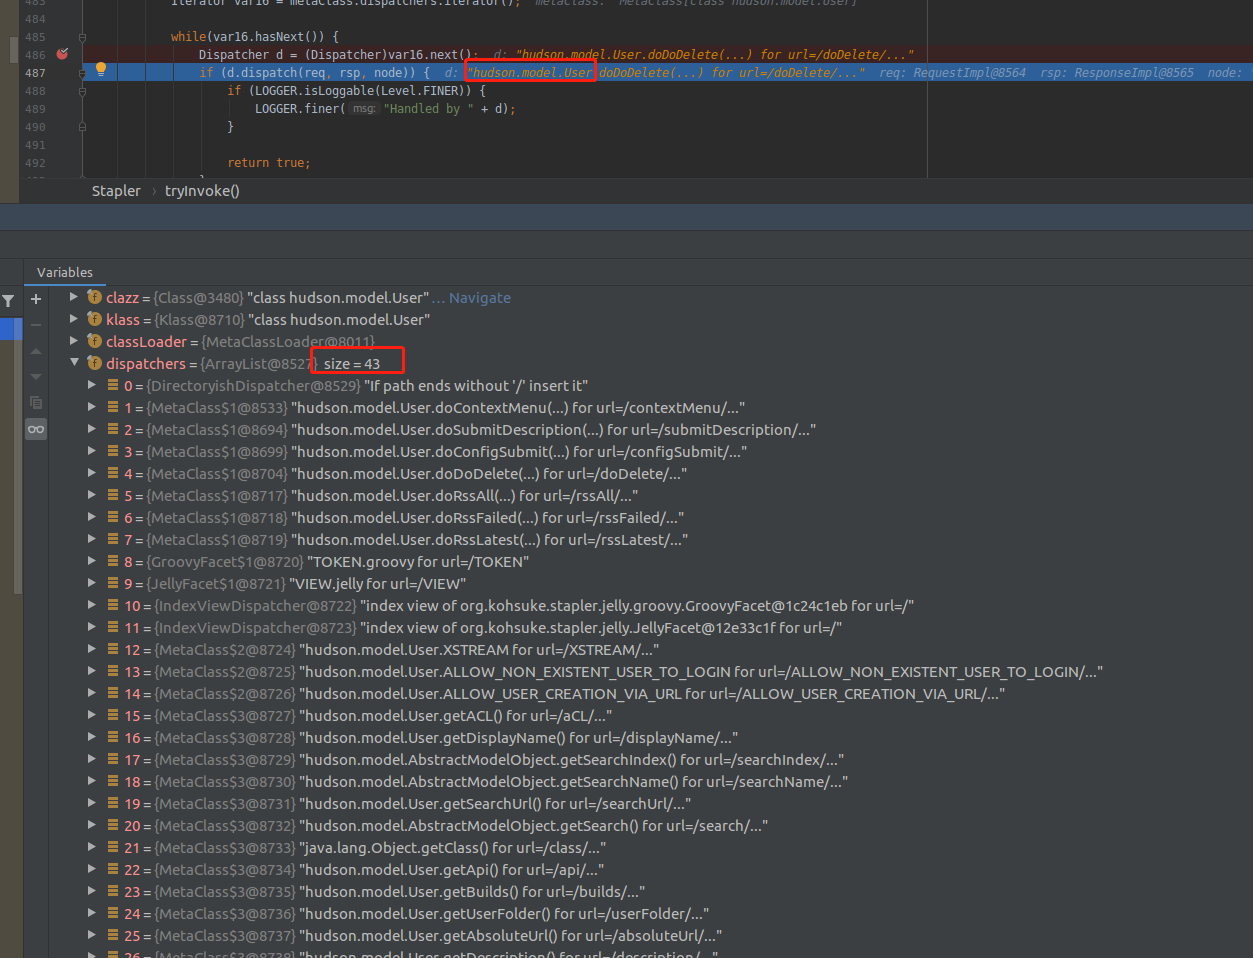 483 Iterator var16 = metaClass.dispatchers.iterator(); metaClass: "MetaClass[class hudson.model.User]"
484
485 while(var16.hasNext()) {
486 Dispatcher d = (Dispatcher)var16.next(); d: "hudson.model.User.doDoDelete(...) for url=/doDelete/..."
487 if (d.dispatch(req, rsp, node)) { d: "hudson.model.User.doDoDelete(...) for url=/doDelete/..." req: RequestImpl@8564 rsp: ResponseImpl@8565 node:
488 if (LOGGER.isLoggable(Level.FINER)) {
489 LOGGER.finer( msg: "Handled by " + d);
490 }
491
492 return true;
Stapler › tryInvoke()
Variables
clazz = {Class@3480} "class hudson.model.User" ... Navigate
klass = {Klass@8710} "class hudson.model.User"
classLoader = {MetaClassLoader@8011}
dispatchers = {ArrayList@8527} size = 43
0 = {DirectoryishDispatcher@8529} "If path ends without '/' insert it"
1 = {MetaClass$1@8533} "hudson.model.User.doContextMenu(...) for url=/contextMenu/..."
2 = {MetaClass$1@8694} "hudson.model.User.doSubmitDescription(...) for url=/submitDescription/..."
3 = {MetaClass$1@8699} "hudson.model.User.doConfigSubmit(...) for url=/configSubmit/..."
4 = {MetaClass$1@8704} "hudson.model.User.doDoDelete(...) for url=/doDelete/..."
5 = {MetaClass$1@8717} "hudson.model.User.doRssAll(...) for url=/rssAll/..."
6 = {MetaClass$1@8718} "hudson.model.User.doRssFailed(...) for url=/rssFailed/..."
7 = {MetaClass$1@8719} "hudson.model.User.doRssLatest(...) for url=/rssLatest/..."
8 = {GroovyFacet$1@8720} "TOKEN.groovy for url=/TOKEN"
9 = {JellyFacet$1@8721} "VIEW.jelly for url=/VIEW"
10 = {IndexViewDispatcher@8722} "index view of org.kohsuke.stapler.jelly.groovy.GroovyFacet@1c24c1eb for url=/"
11 = {IndexViewDispatcher@8723} "index view of org.kohsuke.stapler.jelly.JellyFacet@12e33c1f for url=/"
12 = {MetaClass$2@8724} "hudson.model.User.XSTREAM for url=/XSTREAM/..."
13 = {MetaClass$2@8725} "hudson.model.User.ALLOW_NON_EXISTENT_USER_TO_LOGIN for url=/ALLOW_NON_EXISTENT_USER_TO_LOGIN/..."
14 = {MetaClass$2@8726} "hudson.model.User.ALLOW_USER_CREATION_VIA_URL for url=/ALLOW_USER_CREATION_VIA_URL/..."
15 = {MetaClass$3@8727} "hudson.model.User.getACL() for url=/aCL/..."
16 = {MetaClass$3@8728} "hudson.model.User.getDisplayName() for url=/displayName/..."
17 = {MetaClass$3@8729} "hudson.model.AbstractModelObject.getSearchIndex() for url=/searchIndex/..."
18 = {MetaClass$3@8730} "hudson.model.AbstractModelObject.getSearchName() for url=/searchName/..."
19 = {MetaClass$3@8731} "hudson.model.User.getSearchUrl() for url=/searchUrl/..."
20 = {MetaClass$3@8732} "hudson.model.AbstractModelObject.getSearch() for url=/search/..."
21 = {MetaClass$3@8733} "java.lang.Object.getClass() for url=/class/..."
22 = {MetaClass$3@8734} "hudson.model.User.getApi() for url=/api/..."
23 = {MetaClass$3@8735} "hudson.model.User.getBuilds() for url=/builds/..."
24 = {MetaClass$3@8736} "hudson.model.User.getUserFolder() for url=/userFolder/..."
25 = {MetaClass$3@8737} "hudson.model.User.getAbsoluteUrl() for url=/absoluteUrl/..."
26 = {MetaClass$3@8738} "hudson.model.User.getDescription() for url=/description/..."